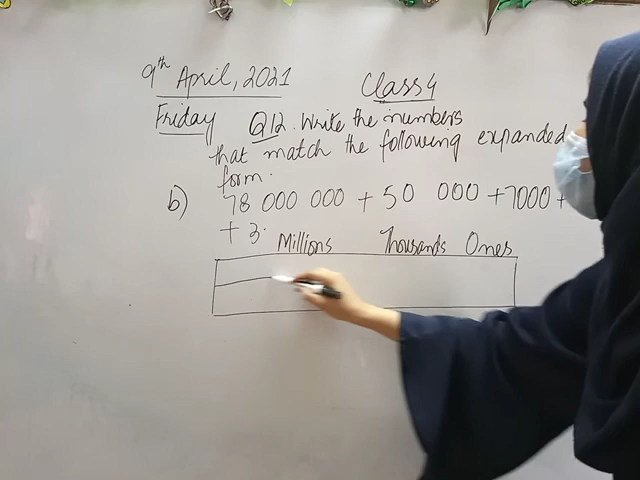 9th April, 2021 Class 4
Friday Q12. Write the numbers
that match the following expanded
form.
b) 78 000 000 + 50 000 + 7000 +
+ 3.
Millions Thousands Ones